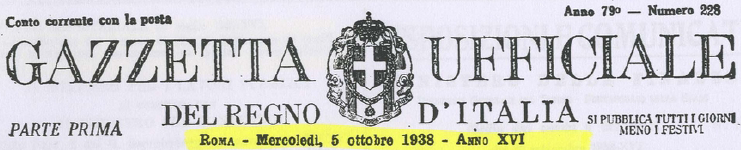 Conto corrente con la posta
Anno 79º — Numero 228
GAZZETTA UFFICIALE
DEL REGNO D'ITALIA
PARTE PRIMA
SI PUBBLICA TUTTI I GIORNI
MENO I FESTIVI
ROMA - Mercoledì, 5 ottobre 1938 - ANNO XVI